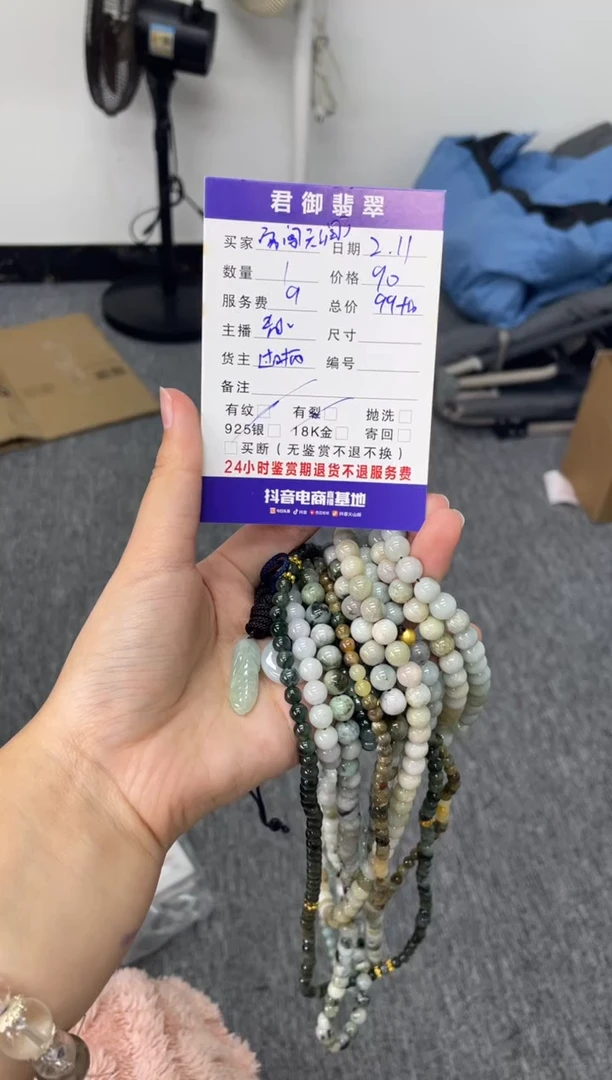 君御翡翠
买家 日期 2.11
数量 1 价格 90
服务费 9 总价 99
主播 尺寸
货主 编号
备注
有纹 有裂 抛洗
925银 18K金 寄回
买断（无鉴赏不退不换）
24小时鉴赏期退货不退服务费
抖音电商直播基地